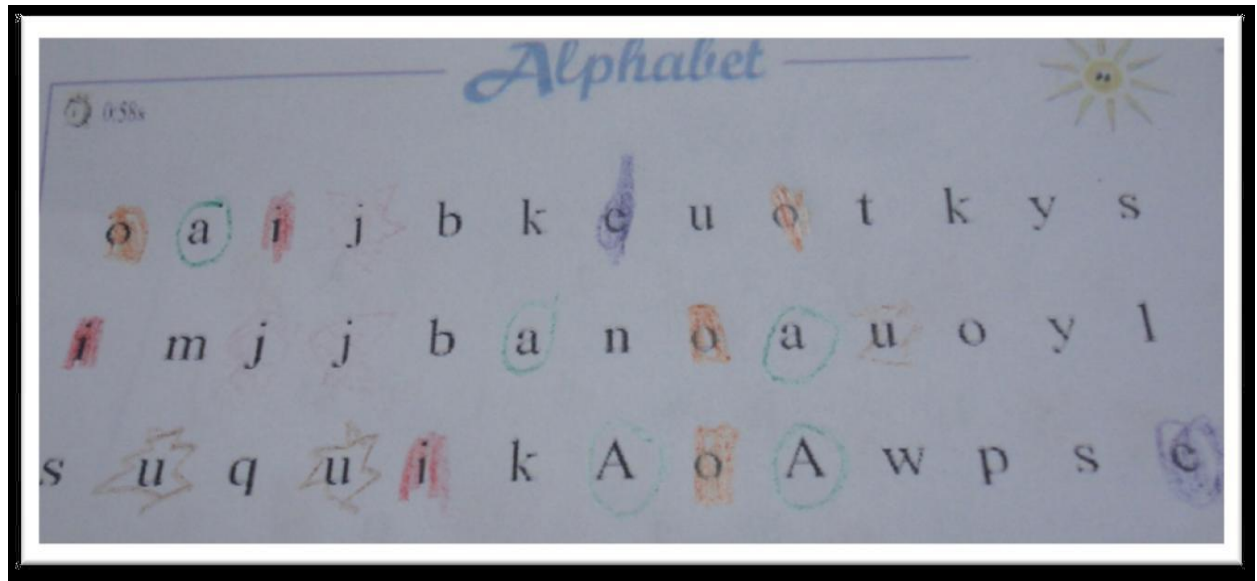 Alphabet
0:58s
o a i j b k e u o t k y s
i m j j b a n o a u o y l
s u q u i k A o A w p s e